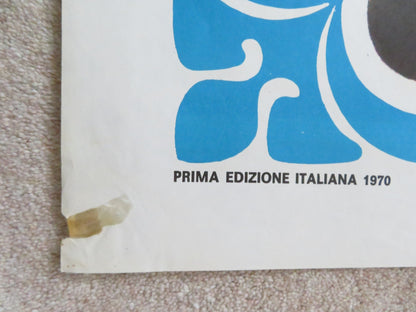 PRIMA EDIZIONE ITALIANA 1970